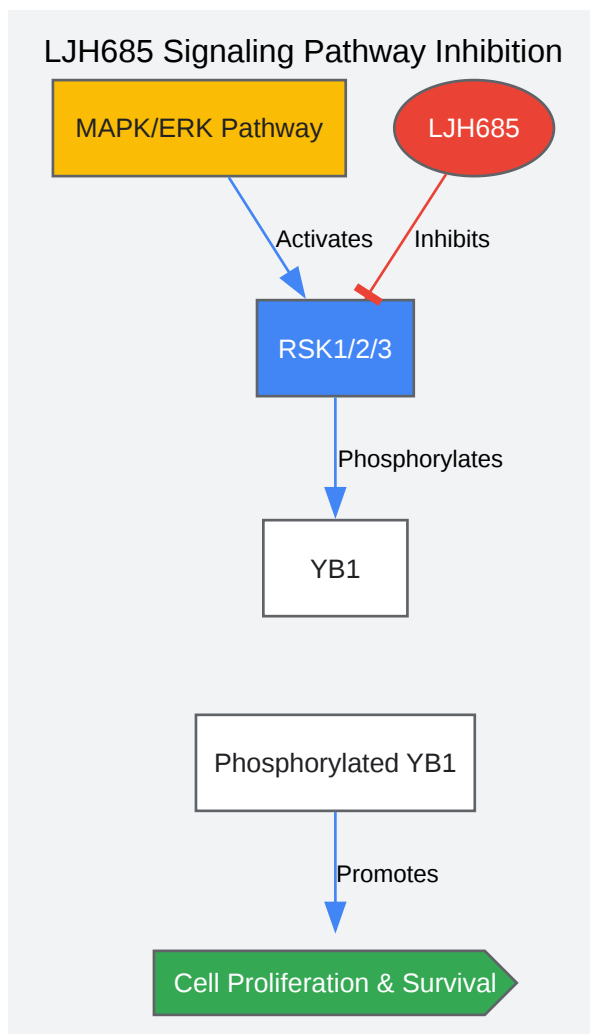 LJH685 Signaling Pathway Inhibition
MAPK/ERK Pathway
LJH685
Activates
Inhibits
RSK1/2/3
Phosphorylates
YB1
Phosphorylated YB1
Promotes
Cell Proliferation & Survival